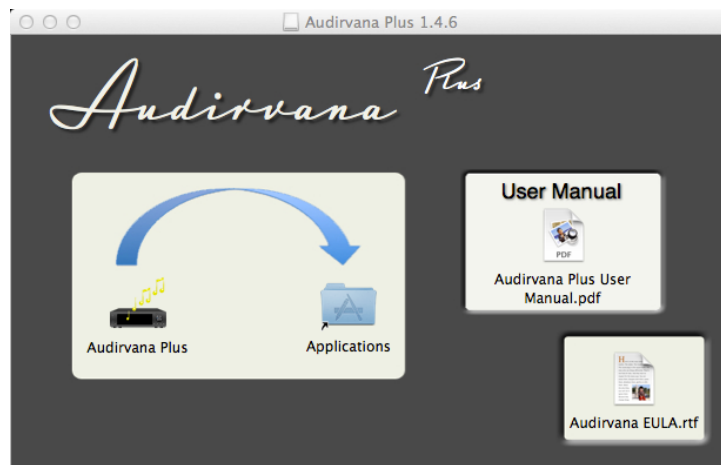 Audirvana Plus 1.4.6
Audirvana Plus
User Manual
PDF
Audirvana Plus User
Manual.pdf
Audirvana Plus
Applications
Audirvana EULA.rtf